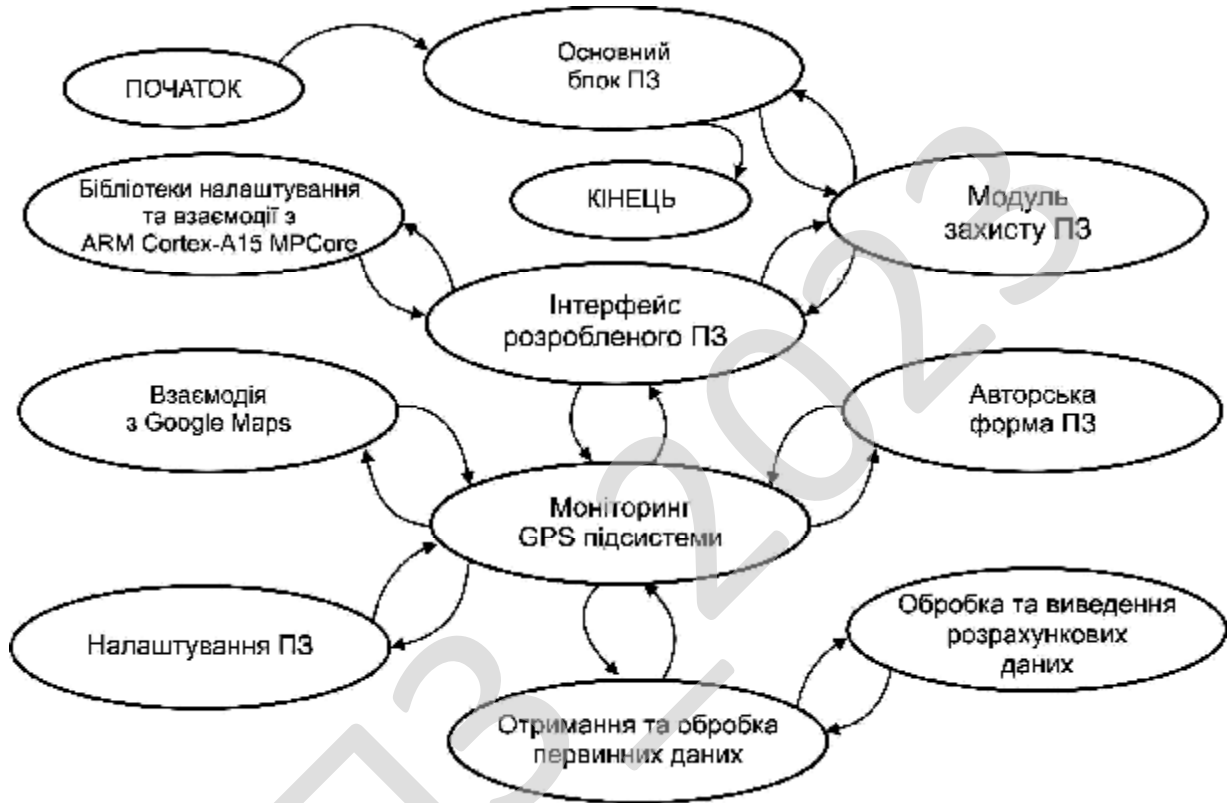 Основний
блок ПЗ
ПОЧАТОК
Бібліотеки налаштування
та взаємодії з
ARM Cortex-A15 MPCore
КІНЕЦЬ
Модуль
захисту ПЗ
Інтерфейс
розробленого ПЗ
Взаємодія
з Google Maps
Авторська
форма ПЗ
Моніторинг
GPS підсистеми
Налаштування ПЗ
Обробка та виведення
розрахункових
даних
Отримання та обробка
первинних даних
ПЗ_2023